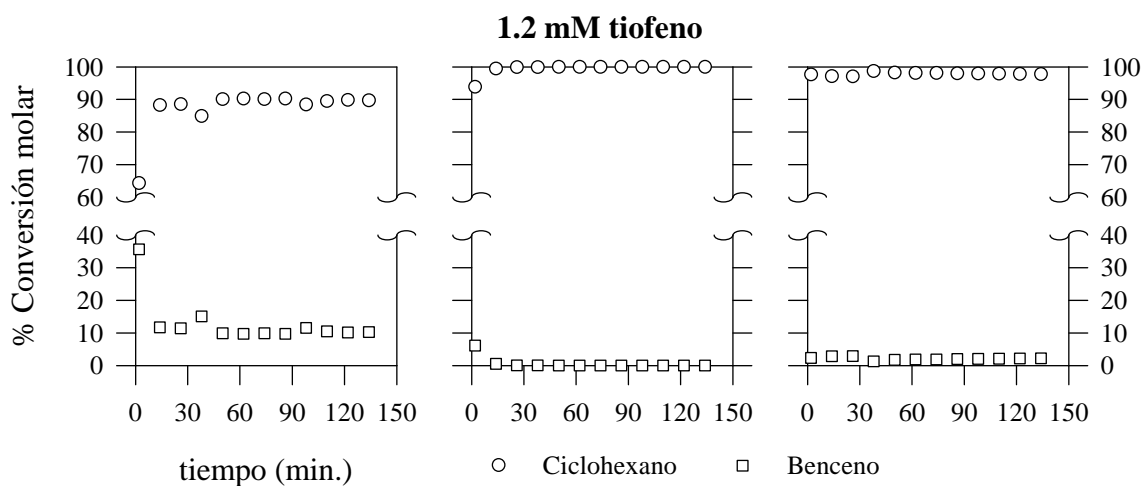 1.2 mM tiofeno
% Conversión molar
100 100
90 90
80 80
70 70
60 60
40 40
30 30
20 20
10 10
0 0
0 30 60 90 120 150 0 30 60 90 120 150 0 30 60 90 120 150
tiempo (min.) Ciclohexano Benceno